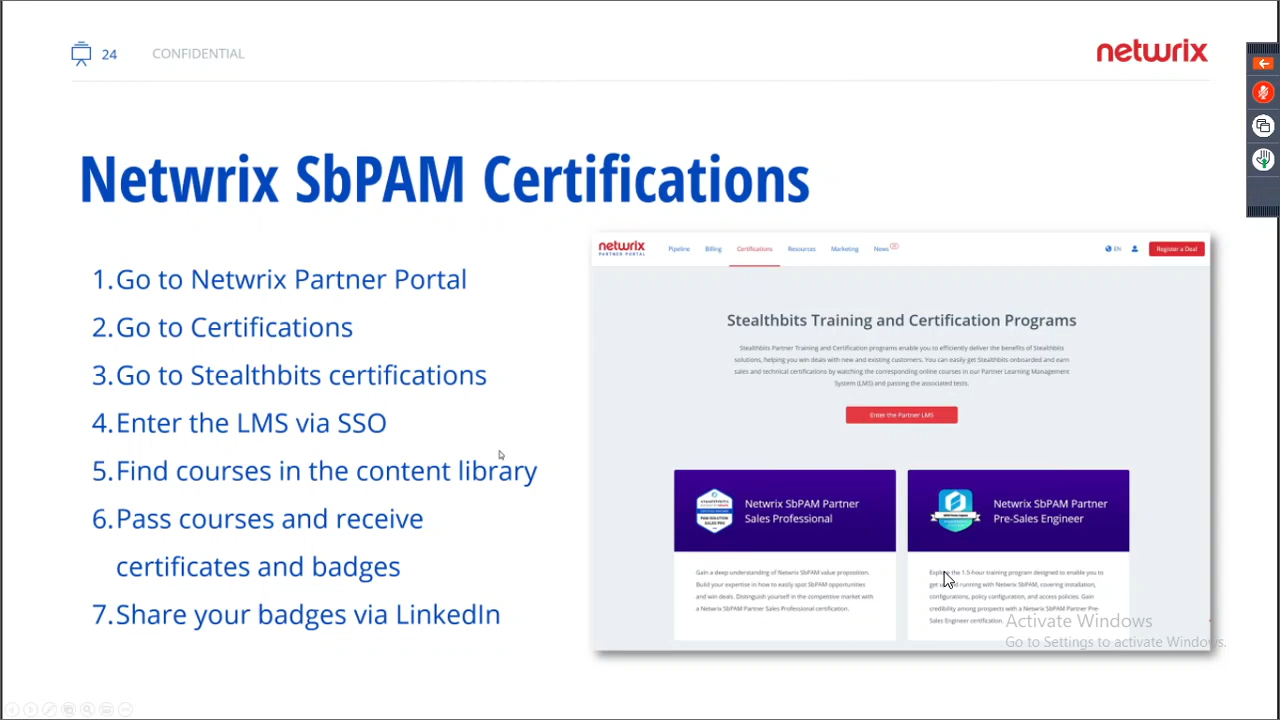 24 CONFIDENTIAL
netwrix
Netwrix SbPAM Certifications
1.Go to Netwrix Partner Portal
2.Go to Certifications
3.Go to Stealthbits certifications
4.Enter the LMS via SSO
5.Find courses in the content library
6.Pass courses and receive
certificates and badges
7.Share your badges via LinkedIn
netwrix
PARTNER PORTAL
Pipeline Billing Certifications Resources Marketing News EN Register a Deal
Stealthbits Training and Certification Programs
Stealthbits Partner Training and Certification programs enable you to efficiently deliver the benefits of Stealthbits
solutions, helping you win deals with new and existing customers. You can easily get Stealthbits onboarded and earn
sales and technical certifications by watching the corresponding online courses in our Partner Learning Management
System (LMS) and passing the associated tests.
Enter the Partner LMS
Netwrix SbPAM Partner
Sales Professional
Gain a deep understanding of Netwrix SbPAM value proposition.
Build your expertise in how to easily spot SbPAM opportunities
and win deals. Distinguish yourself in the competitive market with
a Netwrix SbPAM Partner Sales Professional certification.
Netwrix SbPAM Partner
Pre-Sales Engineer
Explore the 1.5-hour training program designed to enable you to
get up and running with Netwrix SbPAM, covering installation,
configurations, policy configuration, and access policies. Gain
credibility among prospects with a Netwrix SbPAM Partner Pre-
Sales Engineer certification.
Activate Windows
Go to Settings to activate Windows.